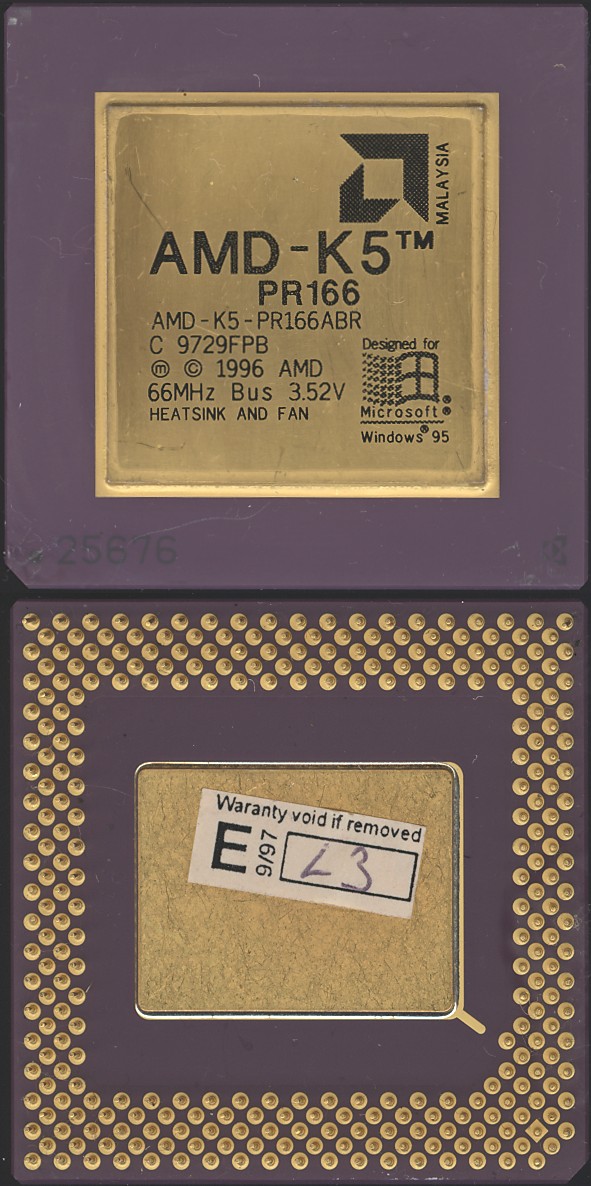 MALAYSIA
AMD-K5™
PR166
AMD-K5-PR166ABR
C 9729FPB
ⓜ © 1996 AMD
66MHz Bus 3.52V
HEATSINK AND FAN
Designed for
Microsoft®
Windows®95
25676
Waranty void if removed
E 9/97 L3